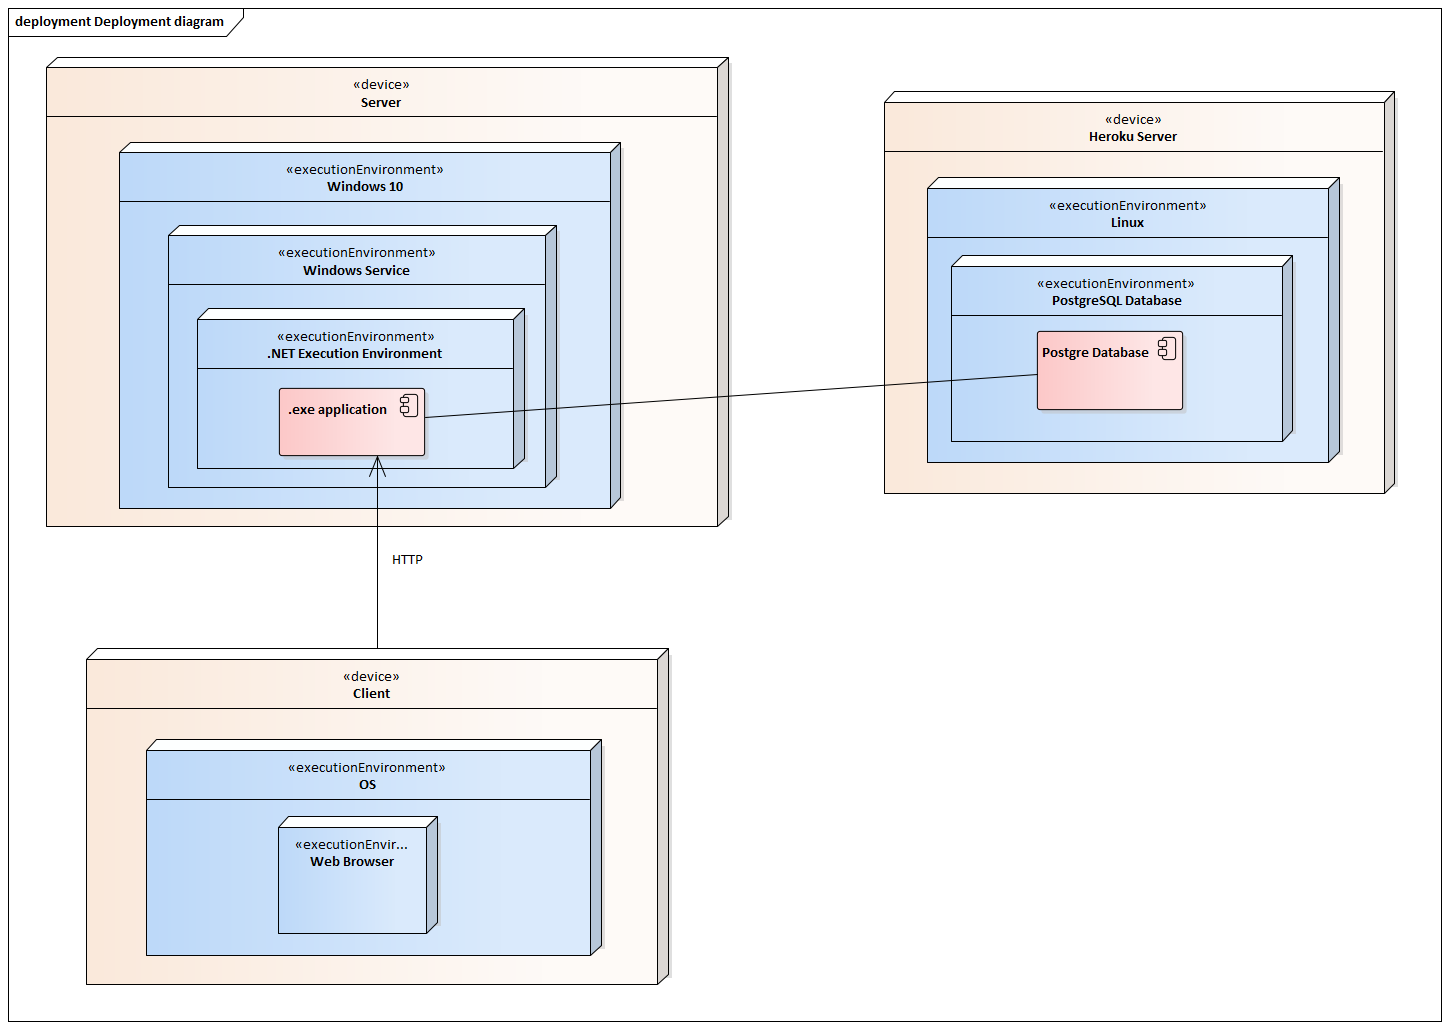 deployment Deployment diagram
«device»
Server
«executionEnvironment»
Windows 10
«executionEnvironment»
Windows Service
«executionEnvironment»
.NET Execution Environment
.exe application
«device»
Heroku Server
«executionEnvironment»
Linux
«executionEnvironment»
PostgreSQL Database
Postgre Database
HTTP
«device»
Client
«executionEnvironment»
OS
«executionEnvir...
Web Browser